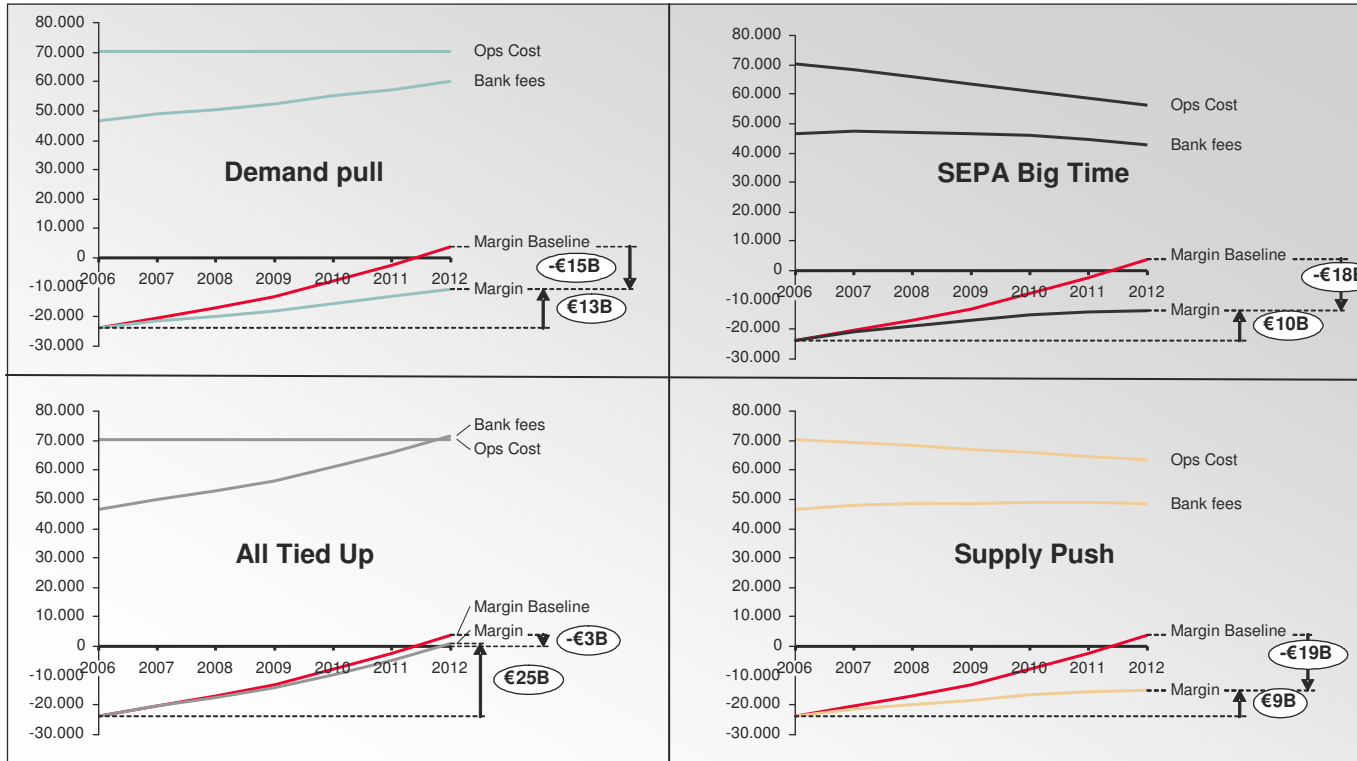 80.000
70.000
60.000
50.000
40.000
30.000
20.000
10.000
0
-10.000
-20.000
-30.000
2006 2007 2008 2009 2010 2011 2012
Ops Cost
Bank fees
Demand pull
Margin Baseline
-€15B
Margin
€13B
80.000
70.000
60.000
50.000
40.000
30.000
20.000
10.000
0
-10.000
-20.000
-30.000
2006 2007 2008 2009 2010 2011 2012
Ops Cost
Bank fees
SEPA Big Time
Margin Baseline
-€18B
Margin
€10B
80.000
70.000
60.000
50.000
40.000
30.000
20.000
10.000
0
-10.000
-20.000
-30.000
2006 2007 2008 2009 2010 2011 2012
Bank fees
Ops Cost
All Tied Up
Margin Baseline
Margin
-€3B
€25B
80.000
70.000
60.000
50.000
40.000
30.000
20.000
10.000
0
-10.000
-20.000
-30.000
2006 2007 2008 2009 2010 2011 2012
Ops Cost
Bank fees
Supply Push
Margin Baseline
-€19B
Margin
€9B